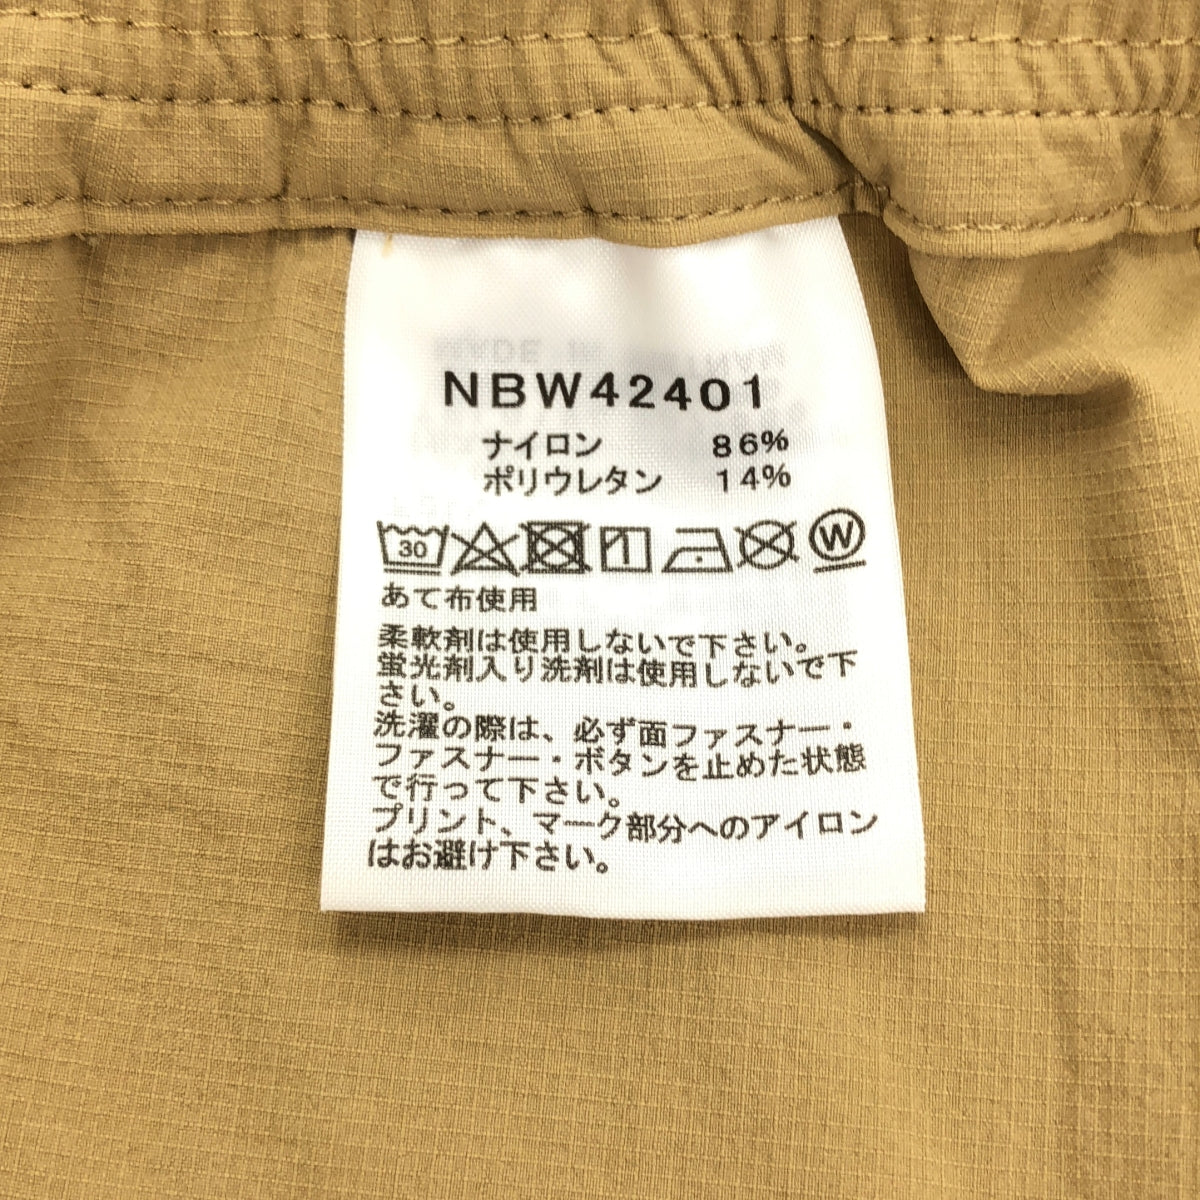 NBW42401
ナイロン 86%
ポリウレタン 14%
30 W
あて布使用
柔軟剤は使用しないで下さい。
蛍光剤入り洗剤は使用しないで下
さい。
洗濯の際は、必ず面ファスナー・
ファスナー・ボタンを止めた状態
で行って下さい。
プリント、マーク部分へのアイロン
はお避け下さい。